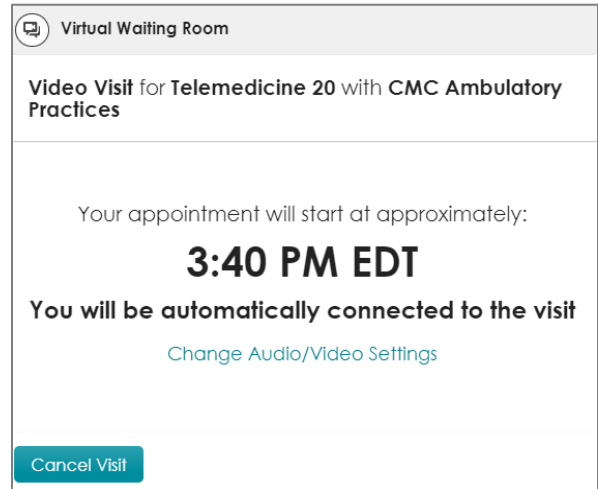 Virtual Waiting Room
Video Visit for Telemedicine 20 with CMC Ambulatory
Practices
Your appointment will start at approximately:
3:40 PM EDT
You will be automatically connected to the visit
Change Audio/Video Settings
Cancel Visit